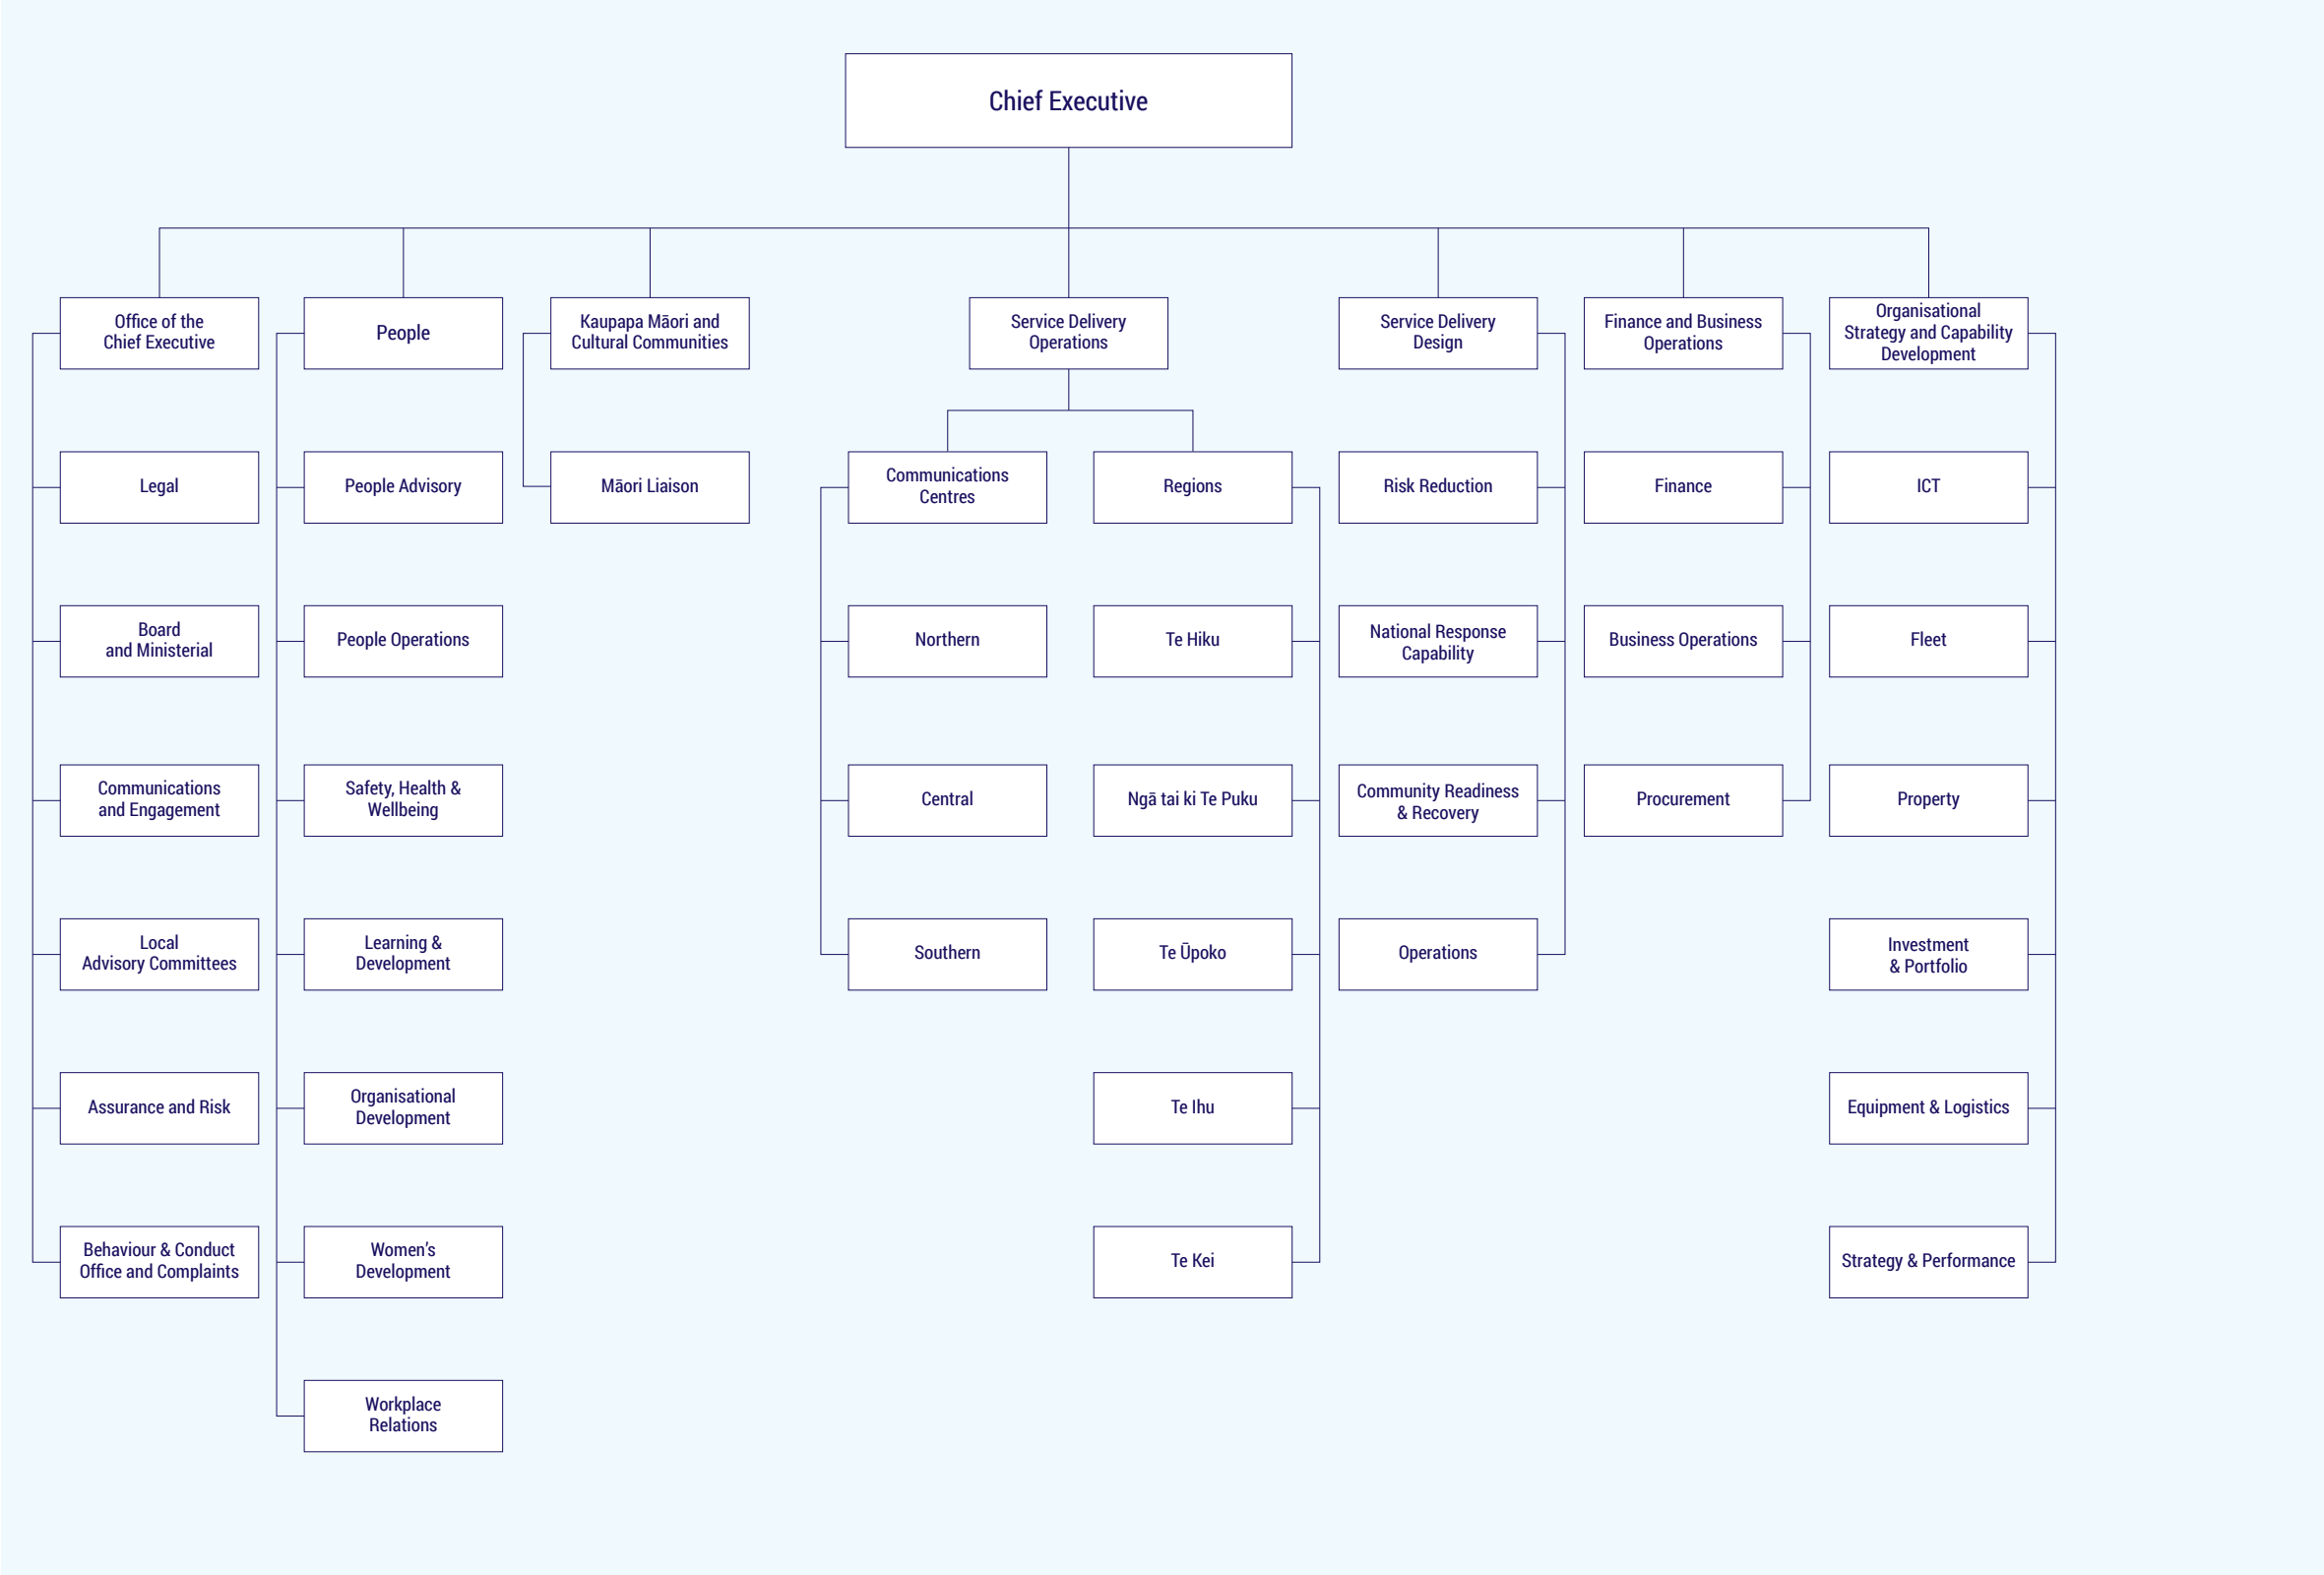 Chief Executive
Office of the
Chief Executive
People
Kaupapa Māori and
Cultural Communities
Service Delivery
Operations
Service Delivery
Design
Finance and Business
Operations
Organisational
Strategy and Capability
Development
Legal
People Advisory
Māori Liaison
Communications
Centres
Regions
Risk Reduction
Finance
ICT
Board
and Ministerial
People Operations
Northern
Te Hiku
National Response
Capability
Business Operations
Fleet
Communications
and Engagement
Safety, Health &
Wellbeing
Central
Ngā tai ki Te Puku
Community Readiness
& Recovery
Procurement
Property
Local
Advisory Committees
Learning &
Development
Southern
Te Ūpoko
Operations
Investment
& Portfolio
Assurance and Risk
Organisational
Development
Te Ihu
Equipment & Logistics
Behaviour & Conduct
Office and Complaints
Women’s
Development
Te Kei
Strategy & Performance
Workplace
Relations